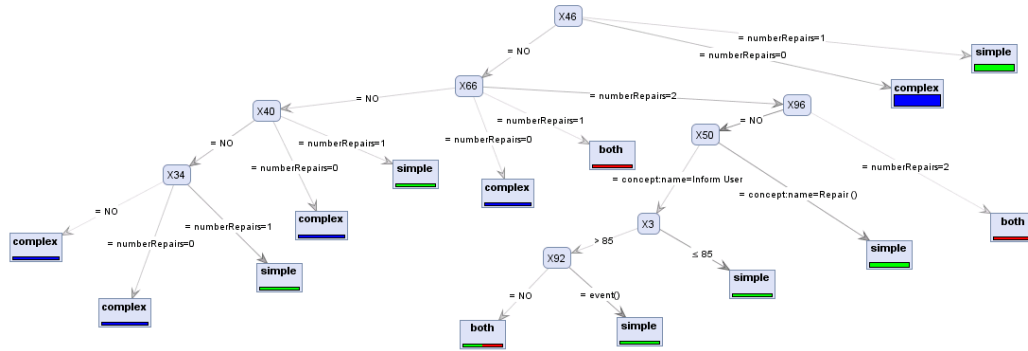 X46
= numberRepairs=1
= numberRepairs=0
= NO
simple
complex
X66
= NO
= numberRepairs=2
X40
X96
= numberRepairs=1
= numberRepairs=0
= NO
= NO
= numberRepairs=1
= numberRepairs=0
X50
both
simple
complex
= numberRepairs=2
X34
= concept:name=Inform User
= concept:name=Repair ()
= NO
= numberRepairs=1
= numberRepairs=0
complex
both
X3
complex
simple
> 85
≤ 85
X92
simple
simple
= NO
= event()
complex
both
simple